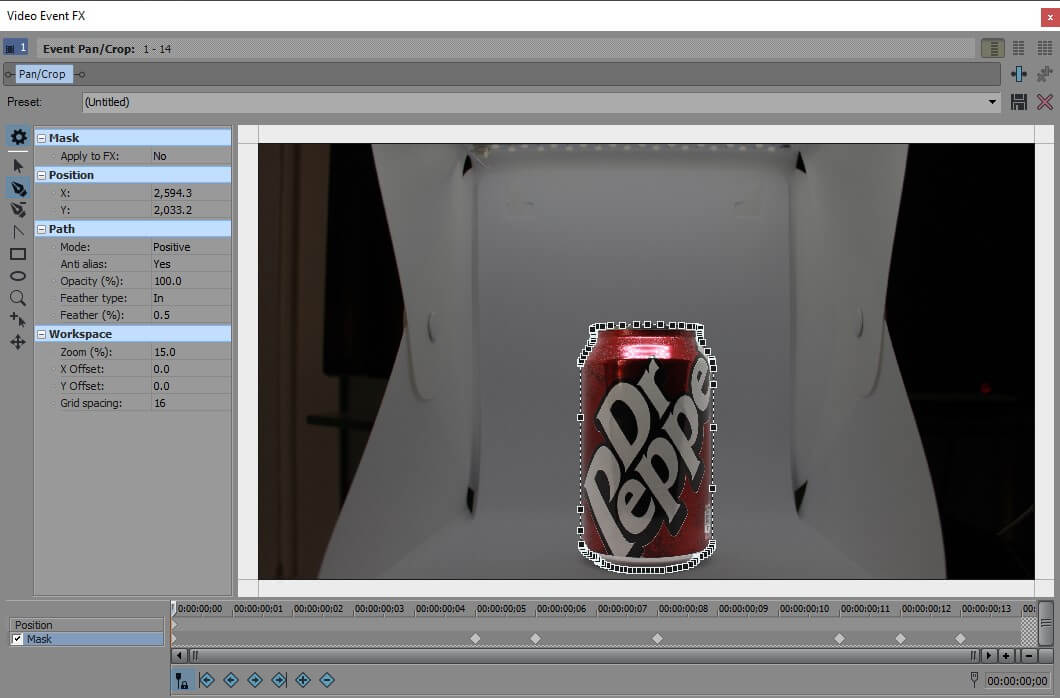 Video Event FX
x
1 Event Pan/Crop: 1 - 14
Pan/Crop
Preset: (Untitled)
Mask
Apply to FX: No
Position
X: 2,594.3
Y: 2,033.2
Path
Mode: Positive
Anti alias: Yes
Opacity (%): 100.0
Feather type: In
Feather (%): 0.5
Workspace
Zoom (%): 15.0
X Offset: 0.0
Y Offset: 0.0
Grid spacing: 16
Dr
Peppe
0:00:00:00 00:00:00;01 00:00:00;02 00:00:00;03 00:00:00;04 00:00:00;05 00:00:00;06 00:00:00;07 00:00:00;08 00:00:00;09 00:00:00;10 00:00:00;11 00:00:00;12 00:00:00;13 00:
Position
Mask
00:00:00;00